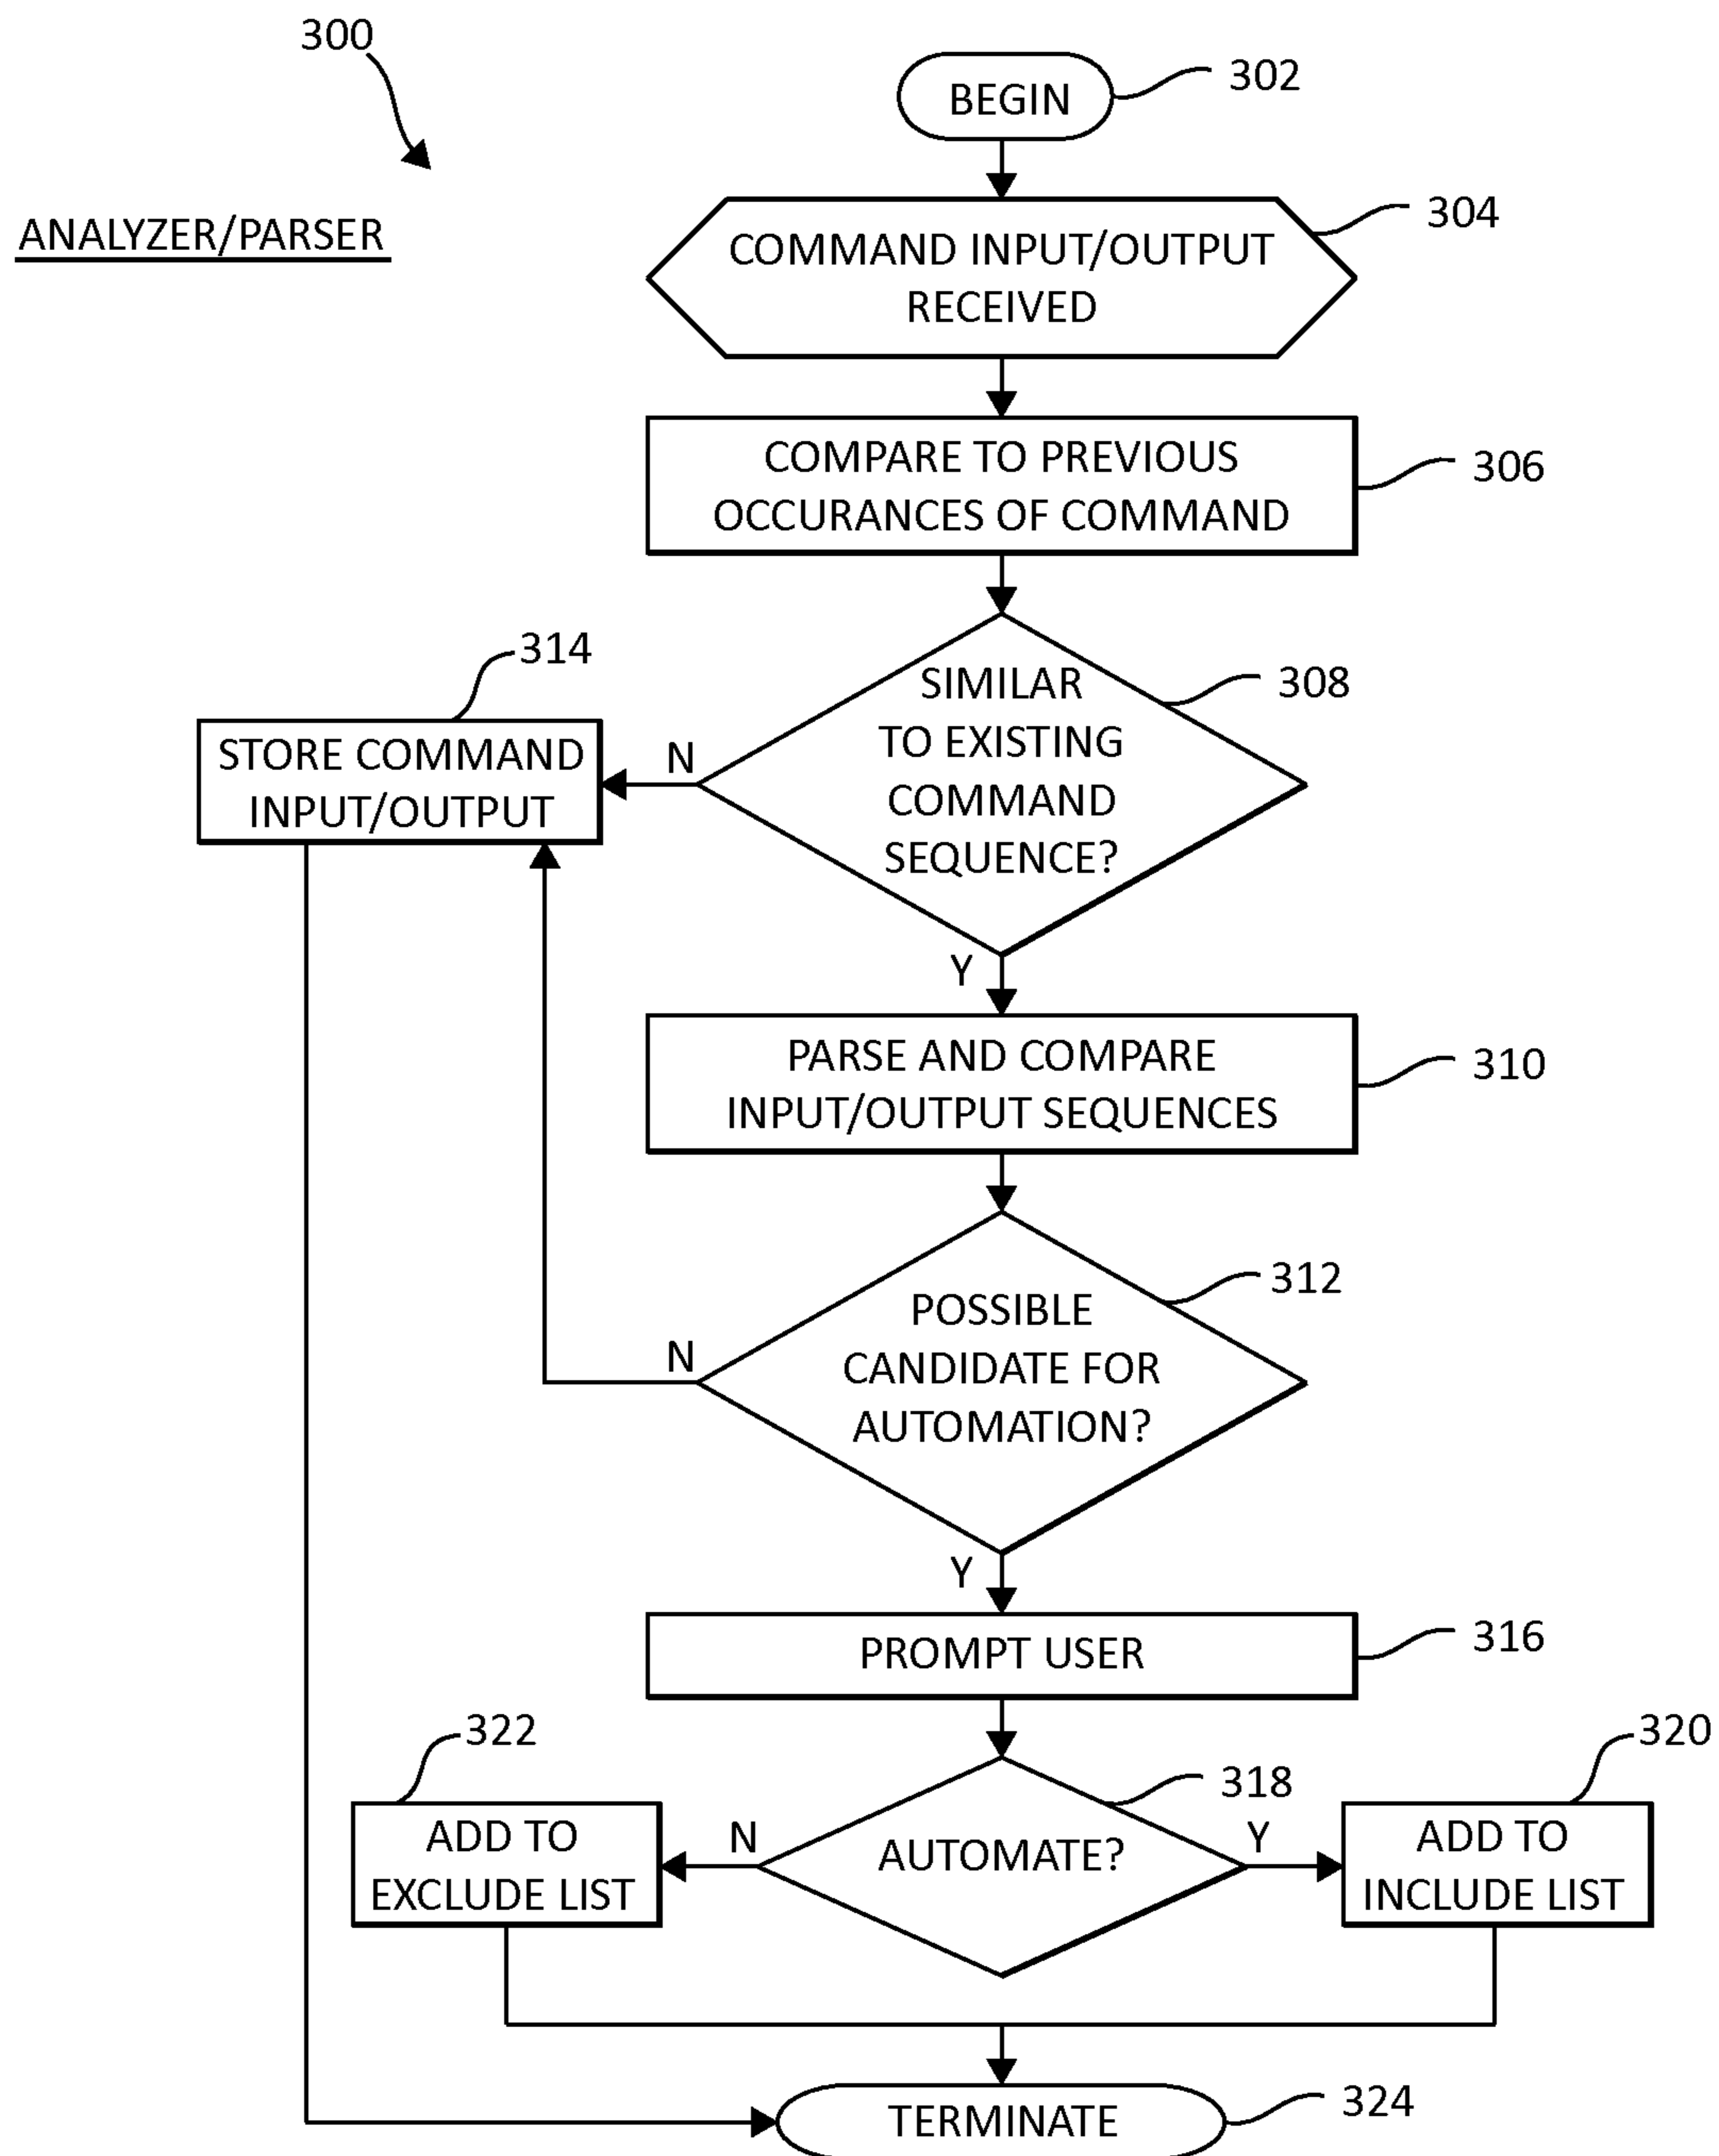 300
BEGIN
302
ANALYZER/PARSER
COMMAND INPUT/OUTPUT
RECEIVED
304
COMPARE TO PREVIOUS
OCCURANCES OF COMMAND
306
314
SIMILAR
TO EXISTING
COMMAND
SEQUENCE?
308
STORE COMMAND
INPUT/OUTPUT
N
Y
PARSE AND COMPARE
INPUT/OUTPUT SEQUENCES
310
POSSIBLE
CANDIDATE FOR
AUTOMATION?
312
N
Y
PROMPT USER
316
322
318
320
ADD TO
EXCLUDE LIST
N
AUTOMATE?
Y
ADD TO
INCLUDE LIST
TERMINATE
324